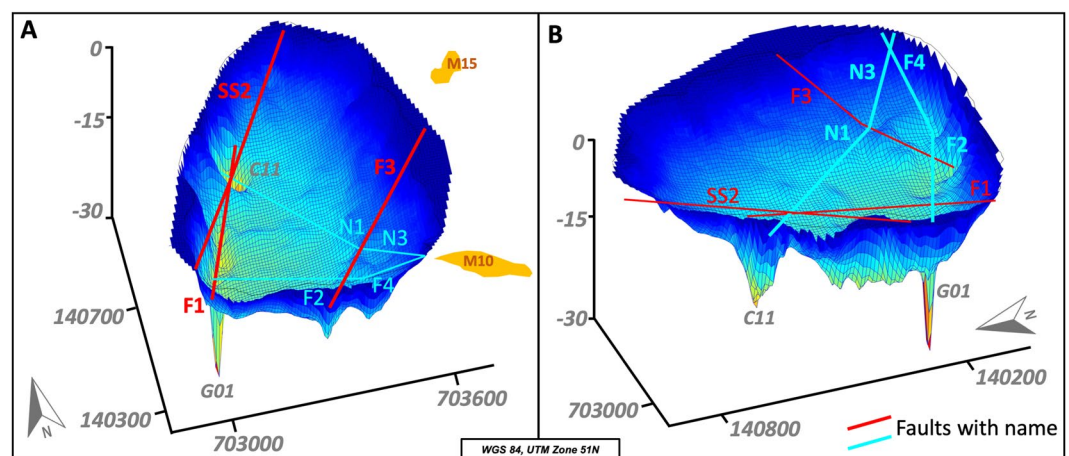 A
0
-15
-30
SS2
M15
C11
F3
N1
N3
M10
F1
F2
F4
140700
G01
140300
703000
703600
B
0
-15
-30
N3
F4
F3
N1
F2
SS2
F1
C11
G01
N
703000
140800
140200
Faults with name
N
WGS 84, UTM Zone 51N